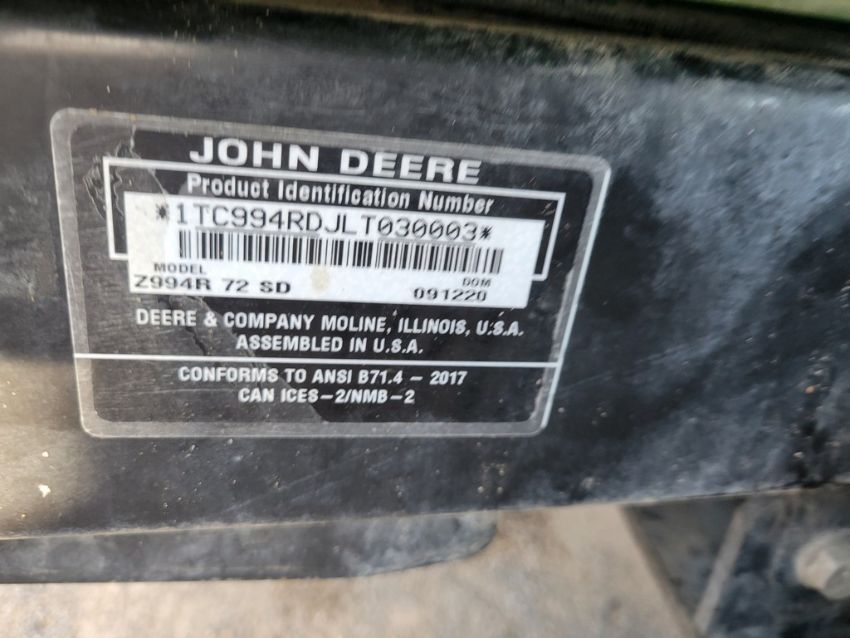 JOHN DEERE
Product Identification Number
*1TC994RDJLT030003*
MODEL DOM
Z994R 72 SD 091220
DEERE & COMPANY MOLINE, ILLINOIS, U.S.A.
ASSEMBLED IN U.S.A.
CONFORMS TO ANSI B71.4 – 2017
CAN ICES-2/NMB-2